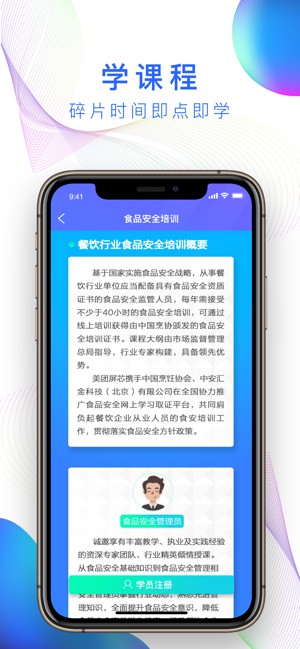 学课程
碎片时间即点即学
9:41
食品安全培训
餐饮行业食品安全培训概要
基于国家实施食品安全战略，从事餐
饮行业单位应当配备具有食品安全资质
证书的食品安全监管人员，每年需接受
不少于40小时的食品安全培训，可通过
线上培训获得由中国烹协颁发的食品安
全培训证书。课程大纲由市场监督管理
总局指导，行业专家构建，具备领先优
势。
美团屏芯携手中国烹饪协会、中安汇
金科技（北京）有限公司在全国协力推
广食品安全网上学习取证平台，共同肩
负起餐饮企业从业人员的食安培训工
作，贯彻落实食品安全方针政策。
食品安全管理员
诚邀享有丰富教学、执业及实践经验
的资深专家团队、行业精英倾情授课。
从食品安全基础知识到食品安全管理相
学员注册
管理知识，全面提升食品安全意识，降低